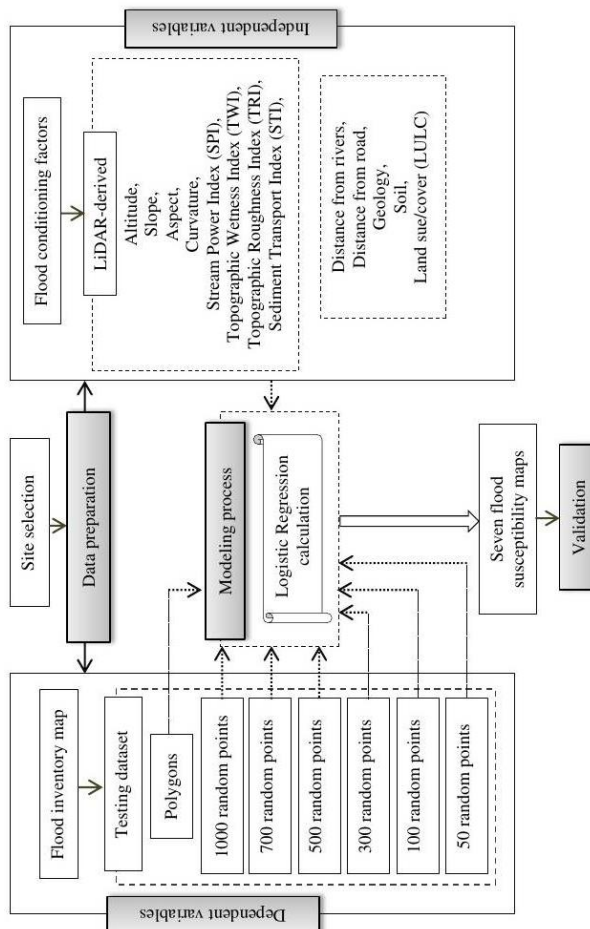 Site selection
Data preparation
Dependent variables
Flood inventory map
Testing dataset
Polygons
1000 random points
700 random points
500 random points
300 random points
100 random points
50 random points
Modeling process
Logistic Regression
calculation
Seven flood
susceptibility maps
Validation
Independent variables
Flood conditioning factors
LiDAR-derived
Altitude,
Slope,
Aspect,
Curvature,
Stream Power Index (SPI),
Topographic Wetness Index (TWI),
Topographic Roughness Index (TRI),
Sediment Transport Index (STI),
Distance from rivers,
Distance from road,
Geology,
Soil,
Land sue/cover (LULC)